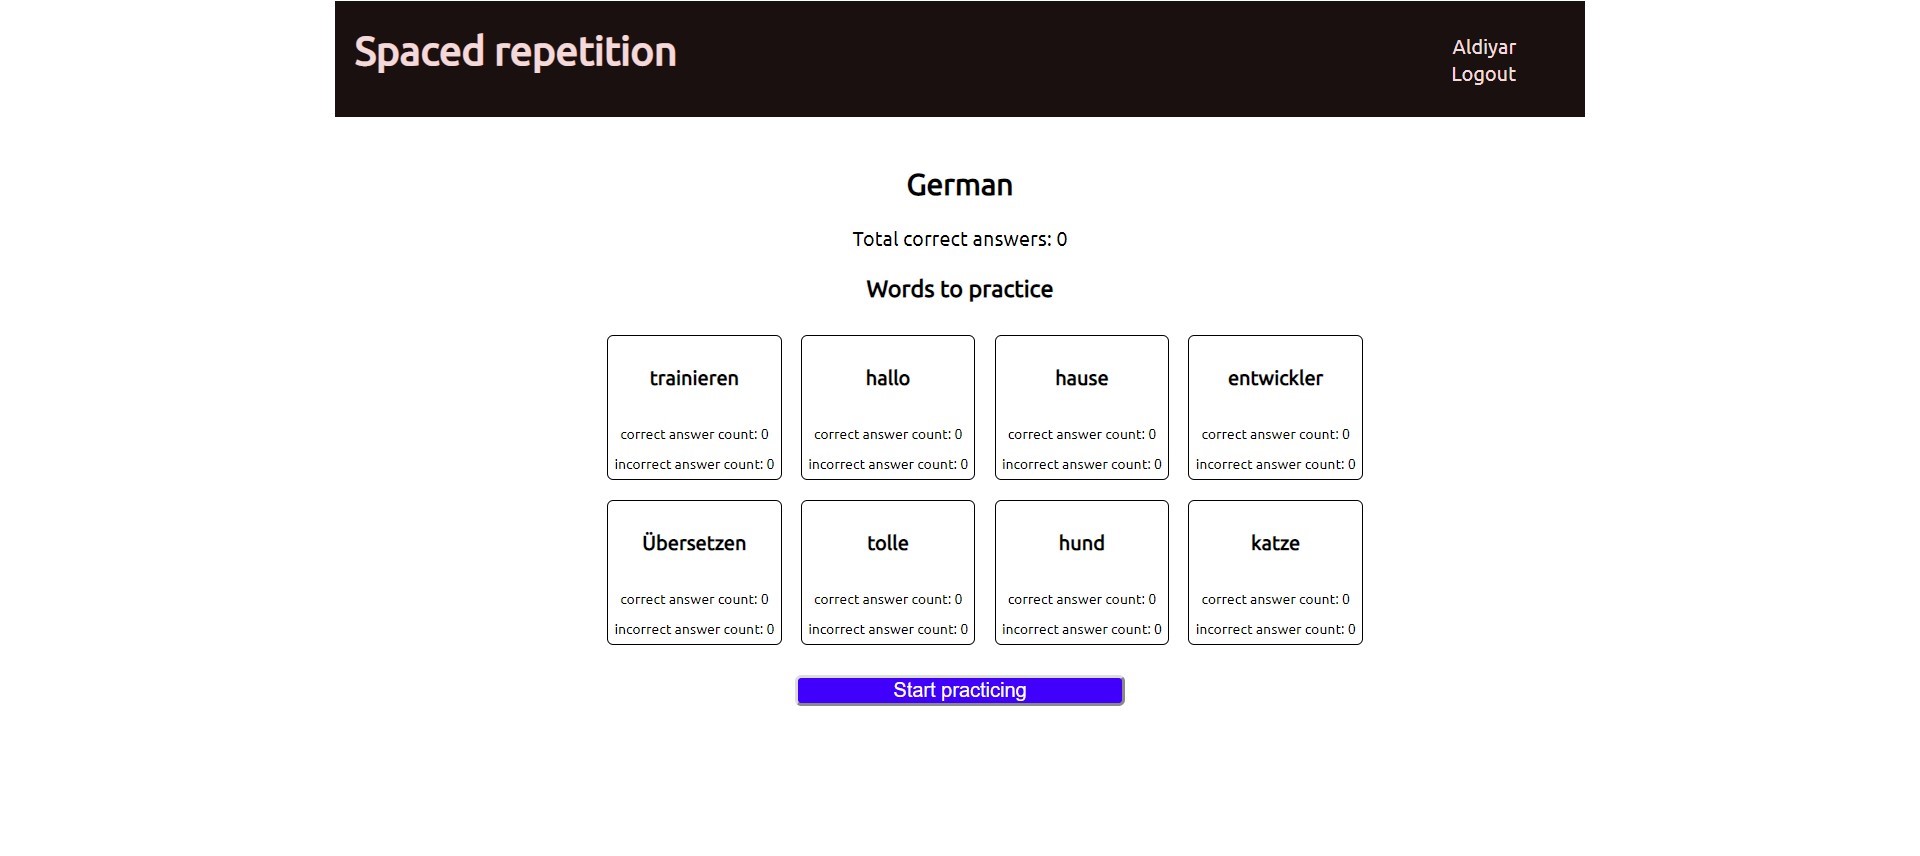 Spaced repetition
Aldiyar
Logout
German
Total correct answers: 0
Words to practice
trainieren
correct answer count: 0
incorrect answer count: 0
hallo
correct answer count: 0
incorrect answer count: 0
hause
correct answer count: 0
incorrect answer count: 0
entwickler
correct answer count: 0
incorrect answer count: 0
Übersetzen
correct answer count: 0
incorrect answer count: 0
tolle
correct answer count: 0
incorrect answer count: 0
hund
correct answer count: 0
incorrect answer count: 0
katze
correct answer count: 0
incorrect answer count: 0
Start practicing